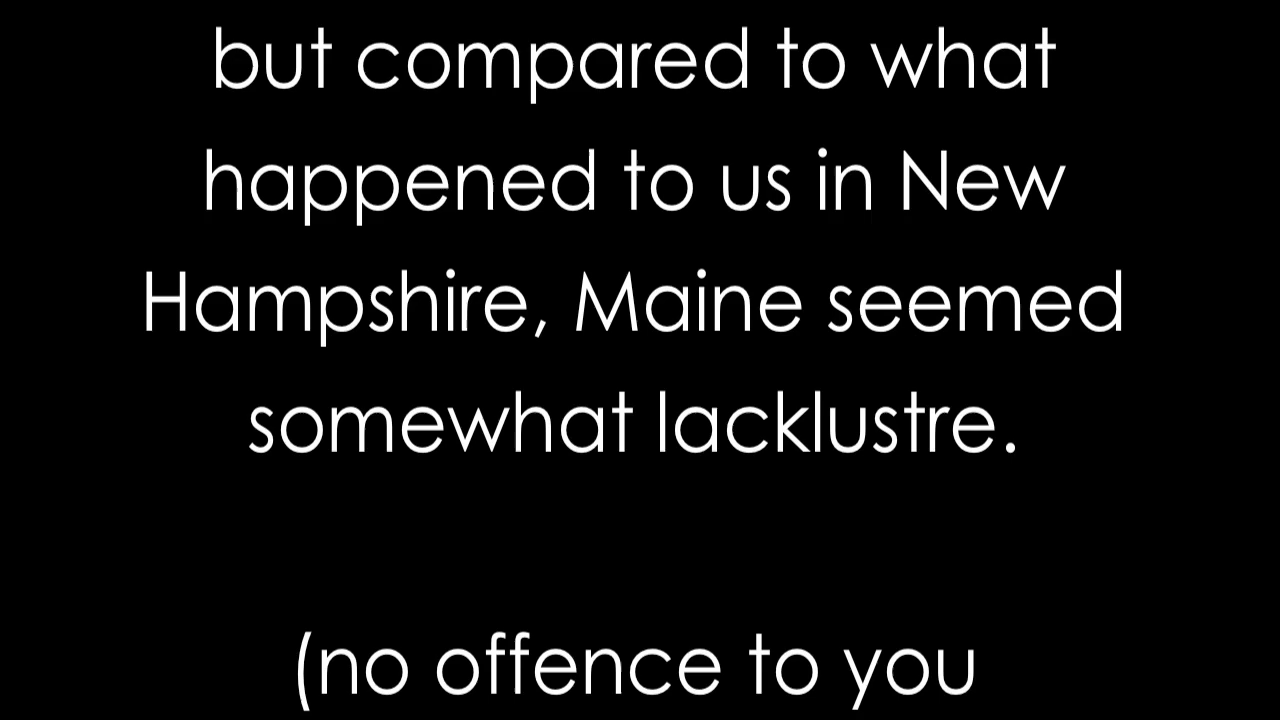 but compared to what
happened to us in New
Hampshire, Maine seemed
somewhat lacklustre.
(no offence to you